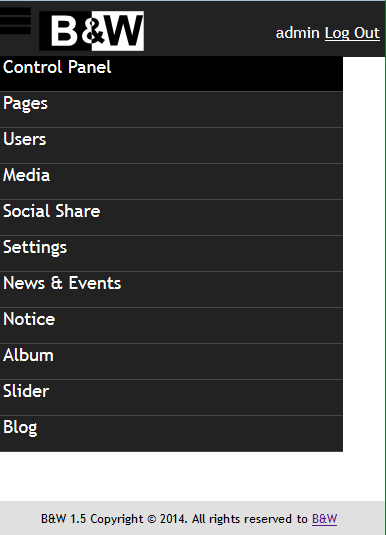 B&W
admin Log Out
Control Panel
Pages
Users
Media
Social Share
Settings
News & Events
Notice
Album
Slider
Blog
B&W 1.5 Copyright © 2014. All rights reserved to B&W